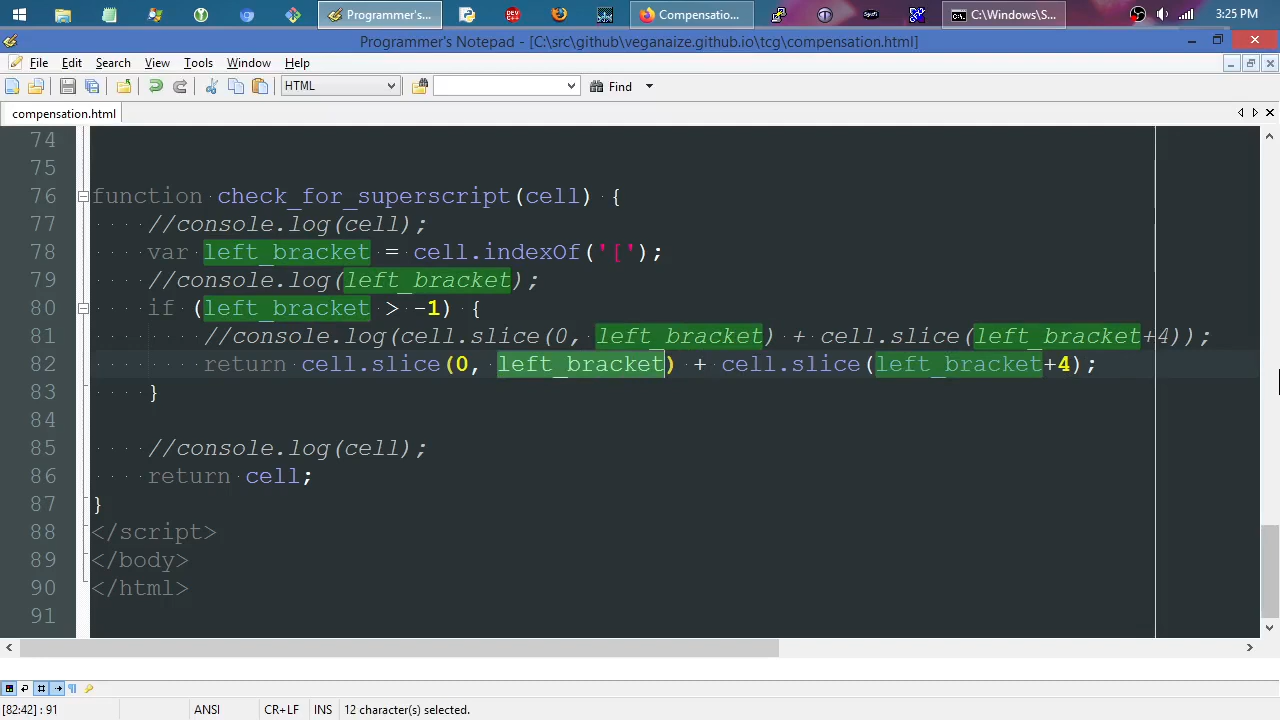 Programmer's...
Compensatio...
C:\Windows\S...
3:25 PM
Programmer's Notepad - [C:\src\github\veganaize.github.io\tcg\compensation.html]
File Edit Search View Tools Window Help
HTML
Find
compensation.html
74
75
76 function check_for_superscript(cell) {
77 //console.log(cell);
78 var left_bracket = cell.indexOf('[');
79 //console.log(left_bracket);
80 if (left_bracket > -1) {
81 //console.log(cell.slice(0, left_bracket) + cell.slice(left_bracket+4));
82 return cell.slice(0, left_bracket) + cell.slice(left_bracket+4);
83 }
84
85 //console.log(cell);
86 return cell;
87 }
88 </script>
89 </body>
90 </html>
91
[82:42] : 91 ANSI CR+LF INS 12 character(s) selected.